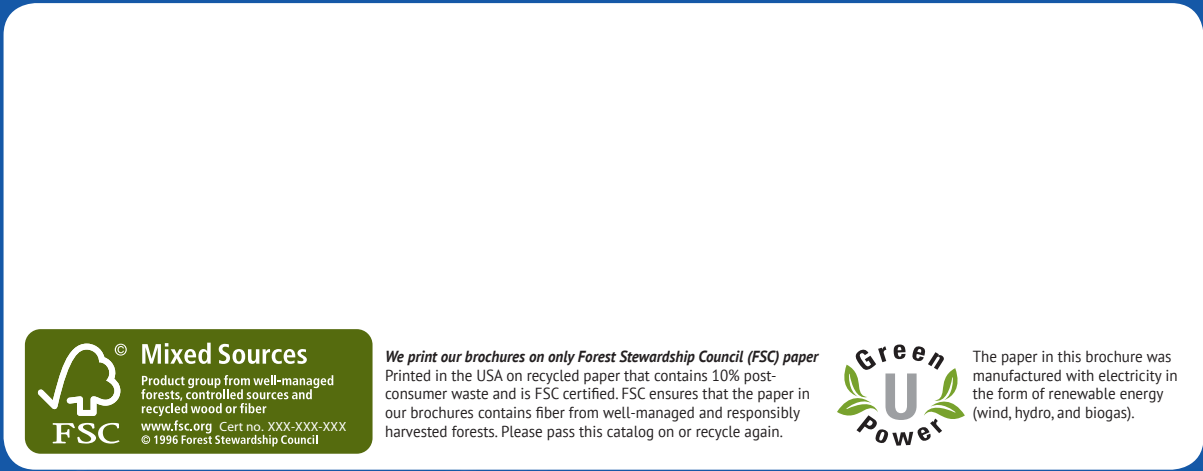 ©
Mixed Sources
Product group from well-managed
forests, controlled sources and
recycled wood or fiber
www.fsc.org Cert no. XXX-XXX-XXX
© 1996 Forest Stewardship Council
FSC
We print our brochures on only Forest Stewardship Council (FSC) paper
Printed in the USA on recycled paper that contains 10% post-
consumer waste and is FSC certified. FSC ensures that the paper in
our brochures contains fiber from well-managed and responsibly
harvested forests. Please pass this catalog on or recycle again.
Green
U
Power
The paper in this brochure was
manufactured with electricity in
the form of renewable energy
(wind, hydro, and biogas).